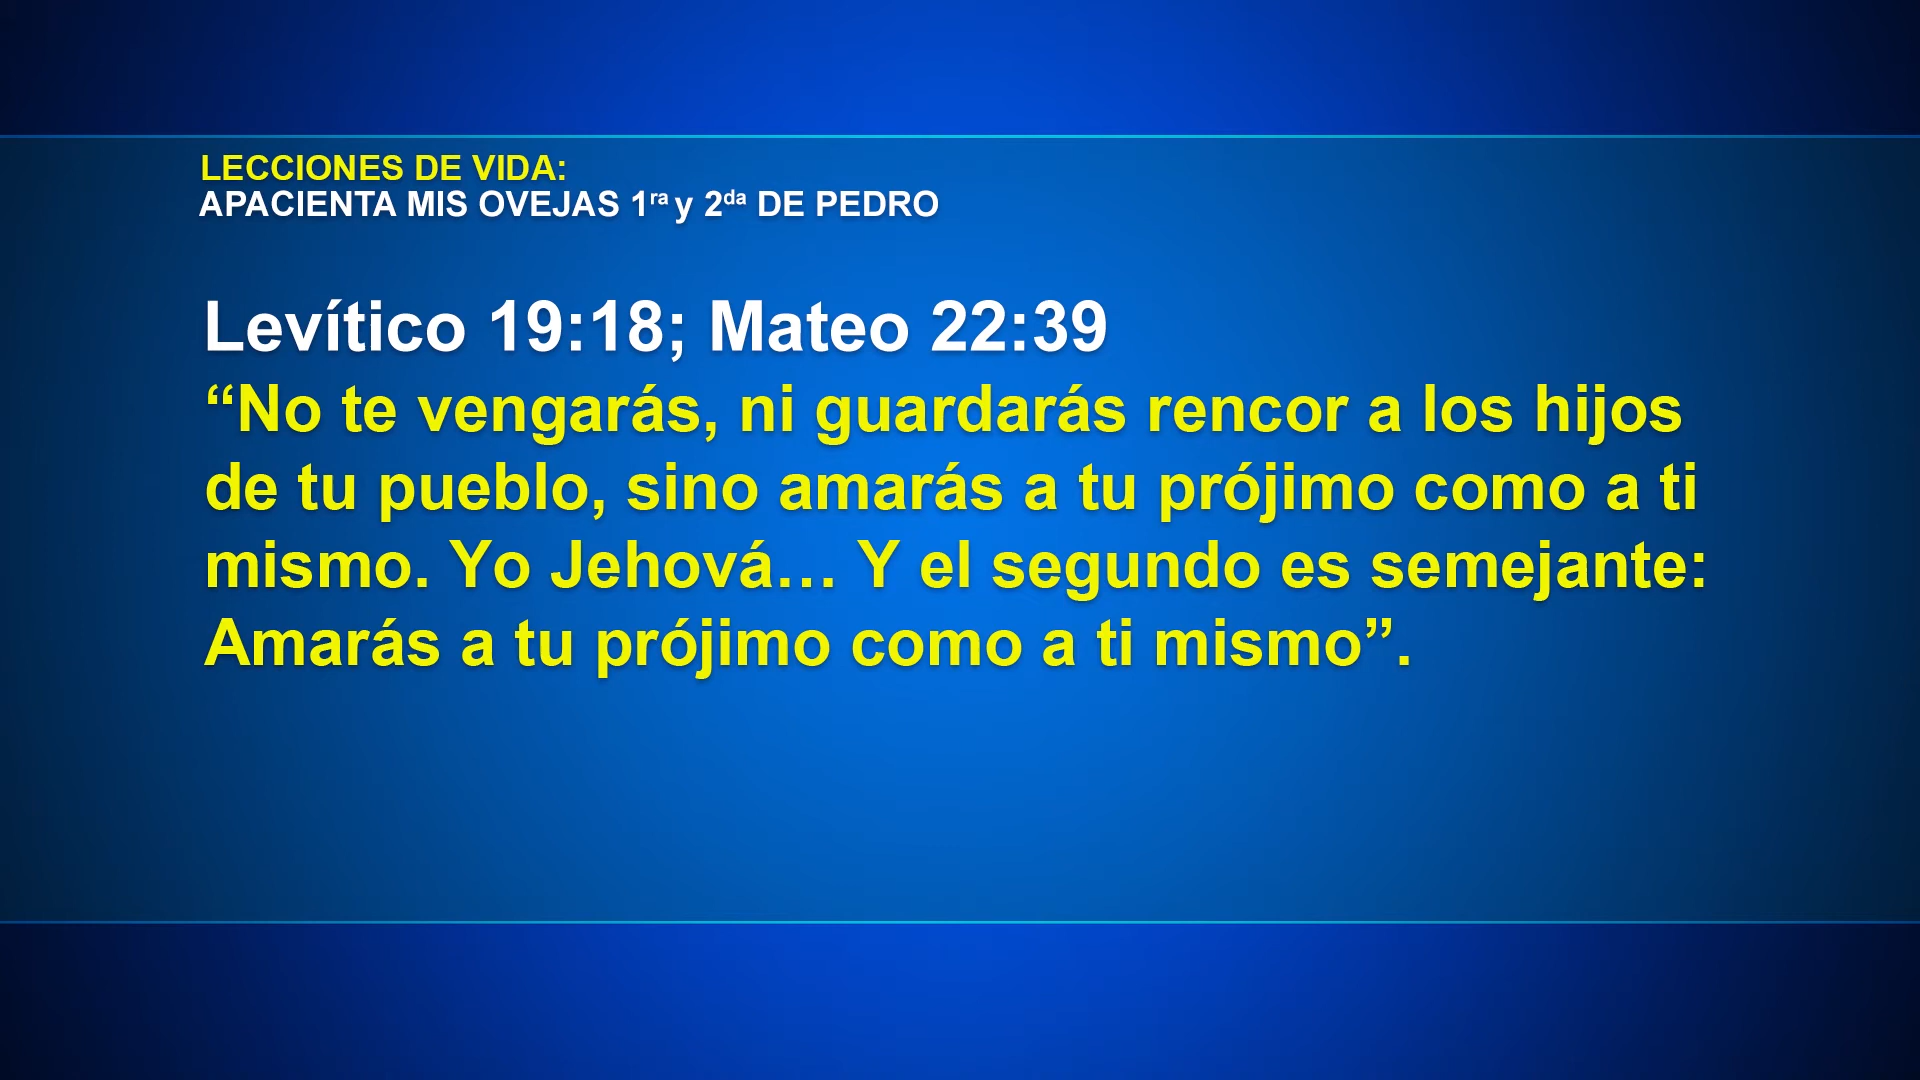 LECCIONES DE VIDA:
APACIENTA MIS OVEJAS 1ra y 2da DE PEDRO
Levítico 19:18; Mateo 22:39
“No te vengarás, ni guardarás rencor a los hijos
de tu pueblo, sino amarás a tu prójimo como a ti
mismo. Yo Jehová… Y el segundo es semejante:
Amarás a tu prójimo como a ti mismo”.